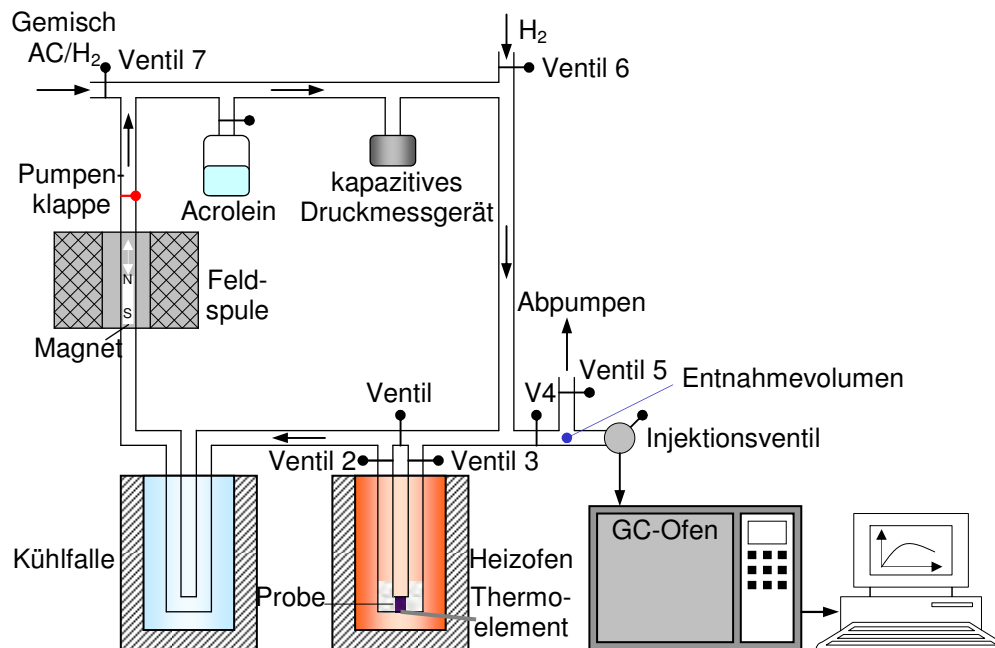 Gemisch
AC/H₂
Ventil 7
H₂
Ventil 6
Pumpen-
klappe
Acrolein
kapazitives
Druckmessgerät
N
S
Feld-
spule
Magnet
Abpumpen
Ventil 5
Entnahmevolumen
V4
Ventil
Injektionsventil
Ventil 2
Ventil 3
GC-Ofen
Kühlfalle
Heizofen
Probe
Thermo-
element